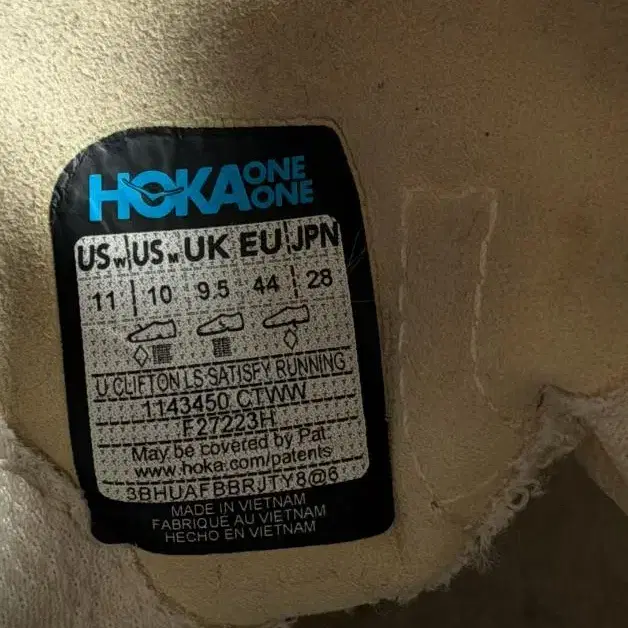 HOKA ONE ONE
US W US M UK EU JPN
11 10 9.5 44 28
U CLIFTON LS SATISFY RUNNING
1143450 CTWW
F27223H
May be covered by Pat.
www.hoka.com/patents
3BHUAFBBRJTY8@6
MADE IN VIETNAM
FABRIQUÉ AU VIETNAM
HECHO EN VIETNAM